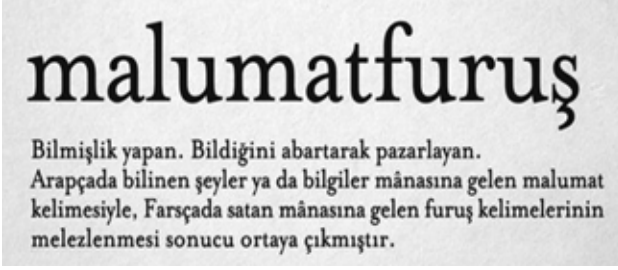 malumatfuruş
Bilmişlik yapan. Bildiğini abartarak pazarlayan.
Arapçada bilinen şeyler ya da bilgiler mânasına gelen malumat
kelimesiyle, Farsçada satan mânasına gelen furuş kelimelerinin
melezlenmesi sonucu ortaya çıkmıştır.